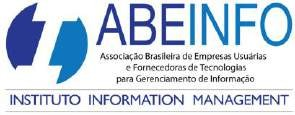 ABEINFO
Associação Brasileira de Empresas Usuárias
e Fornecedoras de Tecnologias
para Gerenciamento de Informação
INSTITUTO INFORMATION MANAGEMENT